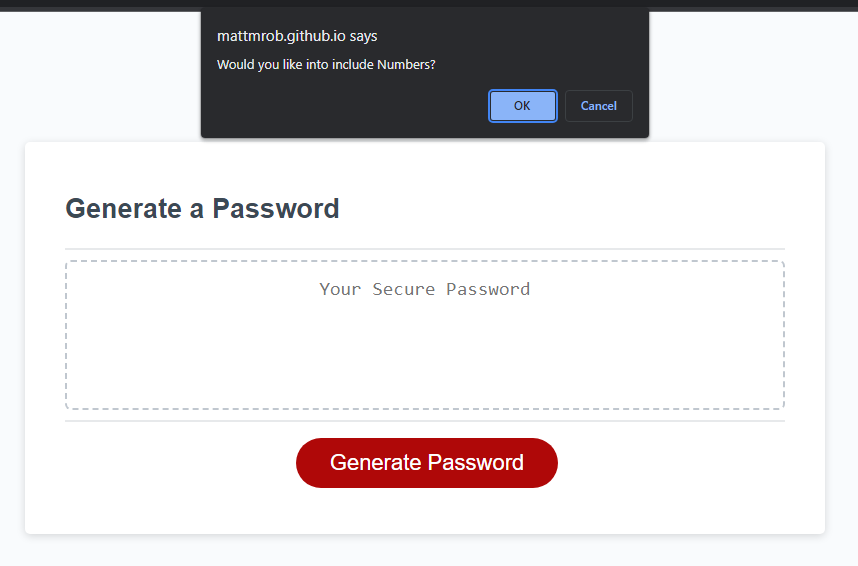 mattmrob.github.io says
Would you like into include Numbers?
OK Cancel
Generate a Password
Your Secure Password
Generate Password